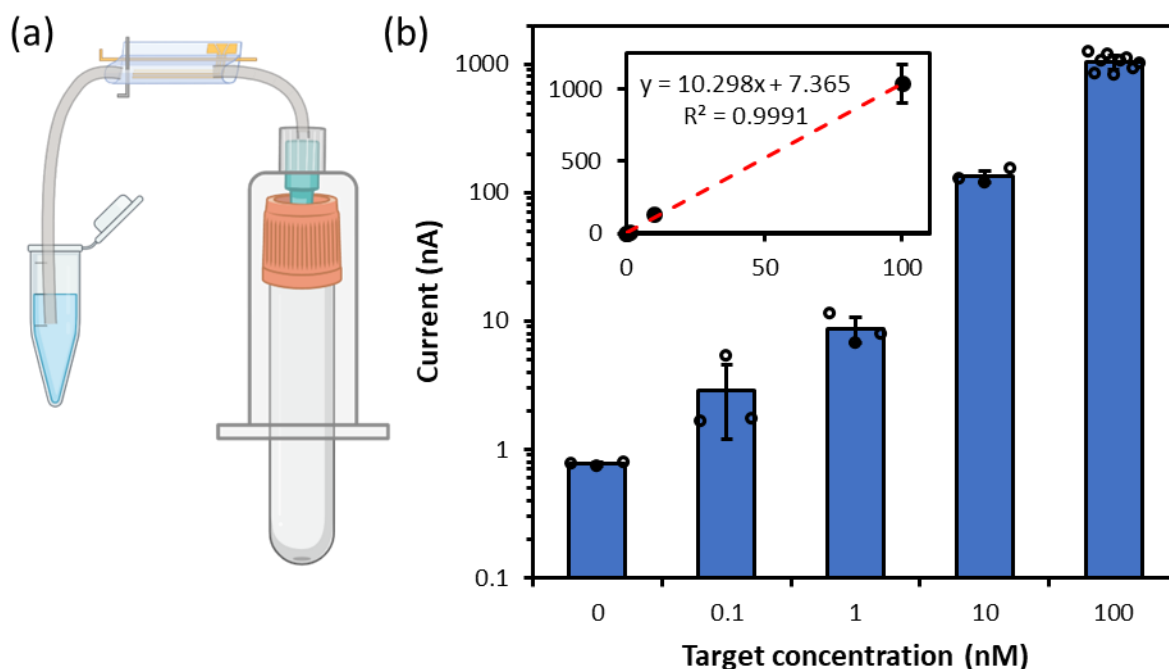 (a)
(b)
Current (nA)
1000
100
10
1
0.1
y = 10.298x + 7.365
R² = 0.9991
1000
500
0
0 50 100
0 0.1 1 10 100
Target concentration (nM)